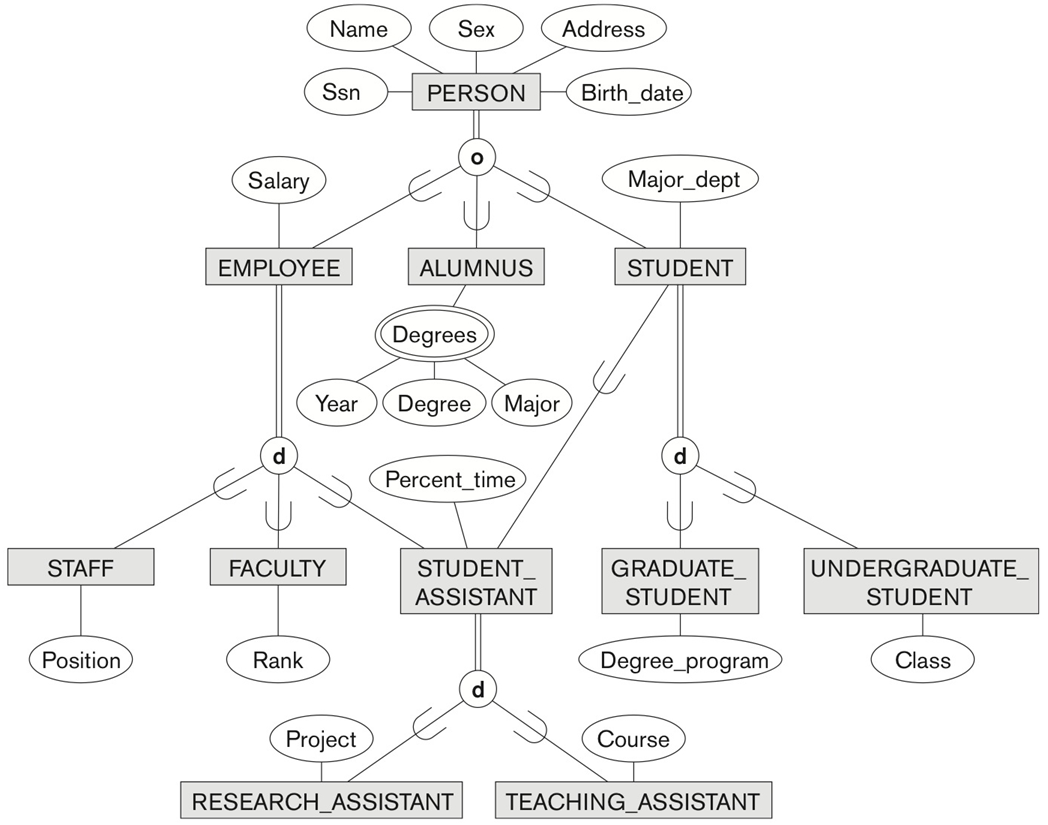 Name
Sex
Address
Ssn
PERSON
Birth_date
o
Salary
Major_dept
EMPLOYEE
ALUMNUS
STUDENT
Degrees
Year
Degree
Major
d
d
Percent_time
STAFF
FACULTY
STUDENT_
ASSISTANT
GRADUATE_
STUDENT
UNDERGRADUATE_
STUDENT
Position
Rank
Degree_program
Class
d
Project
Course
RESEARCH_ASSISTANT
TEACHING_ASSISTANT